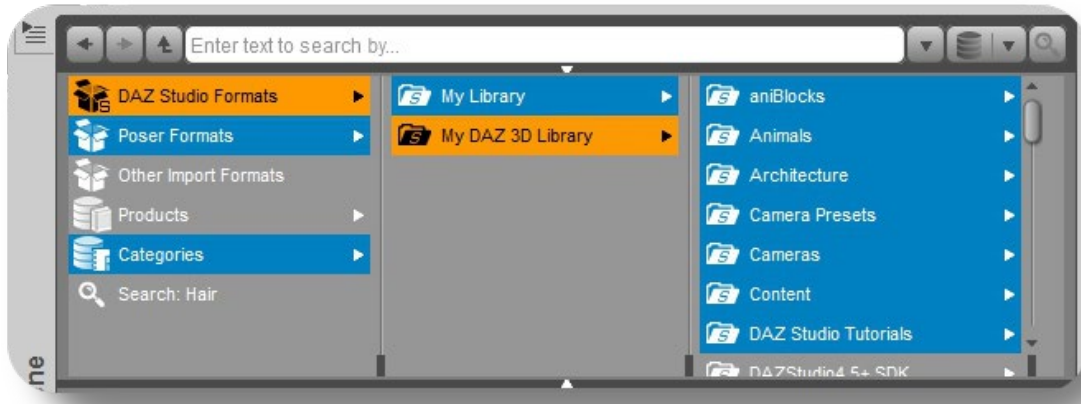 Enter text to search by...
DAZ Studio Formats
Poser Formats
Other Import Formats
Products
Categories
Search: Hair
My Library
My DAZ 3D Library
aniBlocks
Animals
Architecture
Camera Presets
Cameras
Content
DAZ Studio Tutorials
DAZStudio4.5+ SDK
ne